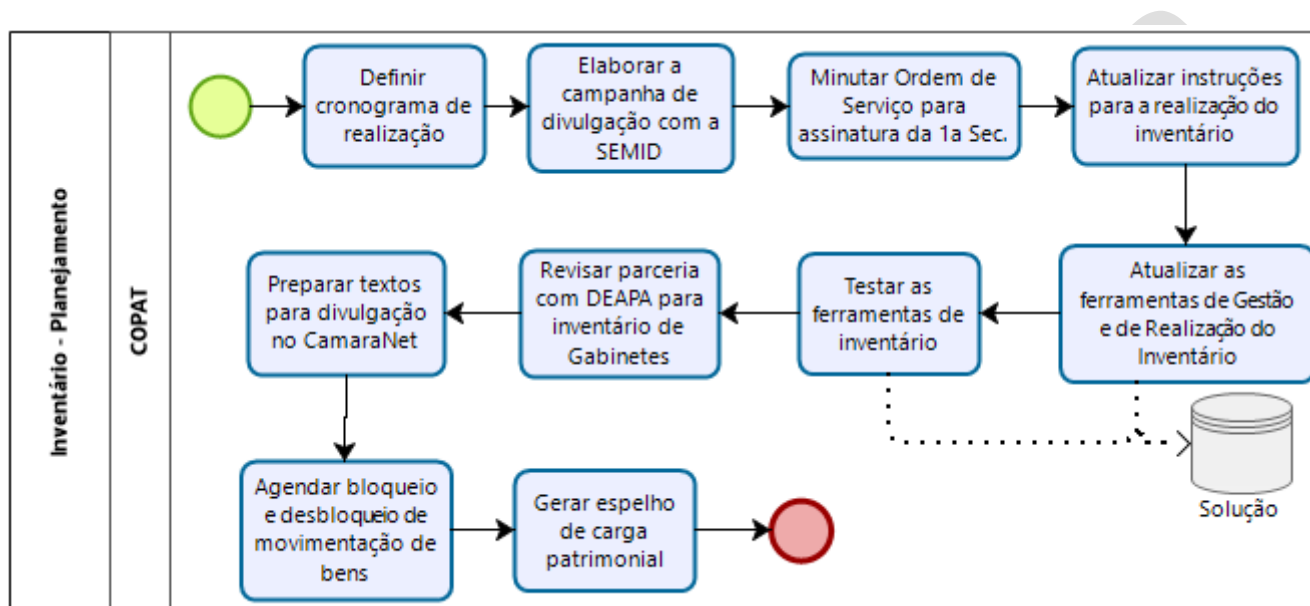 Inventário - Planejamento
COPAT
Definir
cronograma de
realização
Elaborar a
campanha de
divulgação com a
SEMID
Minutar Ordem de
Serviço para
assinatura da 1a Sec.
Atualizar instruções
para a realização do
inventário
Atualizar as
ferramentas de Gestão
e de Realização do
Inventário
Testar as
ferramentas de
inventário
Revisar parceria
com DEAPA para
inventário de
Gabinetes
Preparar textos
para divulgação
no CamaraNet
Solução
Agendar bloqueio
e desbloqueio de
movimentação de
bens
Gerar espelho
de carga
patrimonial